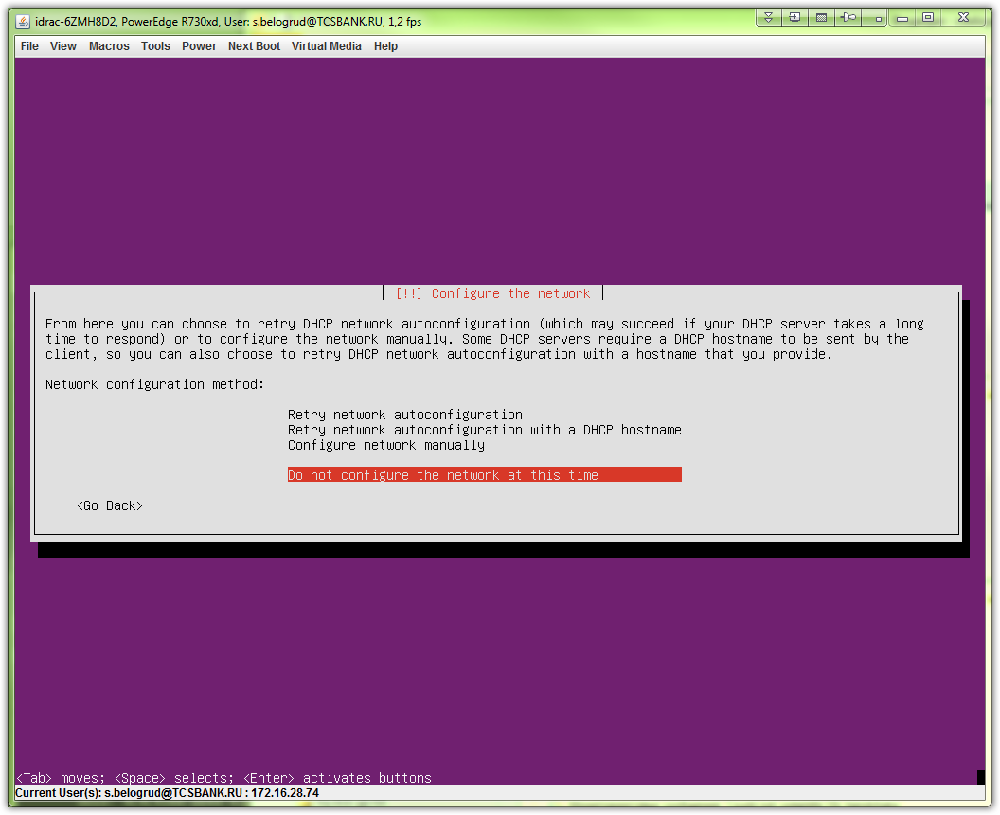 idrac-6ZMH8D2, PowerEdge R730xd, User: s.belogrud@TCSBANK.RU, 1,2 fps
File View Macros Tools Power Next Boot Virtual Media Help
[!!] Configure the network
From here you can choose to retry DHCP network autoconfiguration (which may succeed if your DHCP server takes a long
time to respond) or to configure the network manually. Some DHCP servers require a DHCP hostname to be sent by the
client, so you can also choose to retry DHCP network autoconfiguration with a hostname that you provide.
Network configuration method:
Retry network autoconfiguration
Retry network autoconfiguration with a DHCP hostname
Configure network manually
Do not configure the network at this time
<Go Back>
<Tab> moves; <Space> selects; <Enter> activates buttons
Current User(s): s.belogrud@TCSBANK.RU : 172.16.28.74